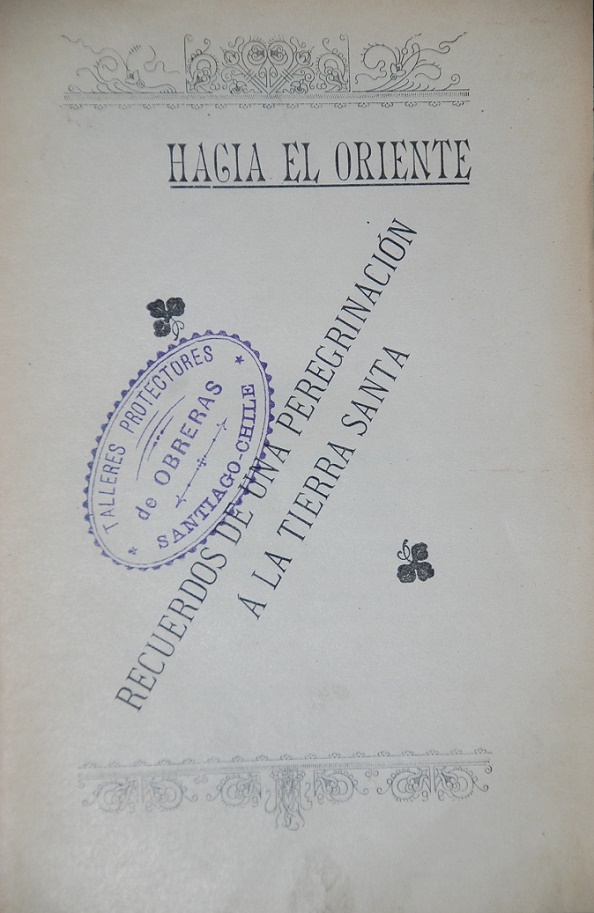 HACIA EL ORIENTE
RECUERDOS DE UNA PEREGRINACIÓN
Á LA TIERRA SANTA
TALLERES PROTECTORES
de OBRERAS
SANTIAGO-CHILE